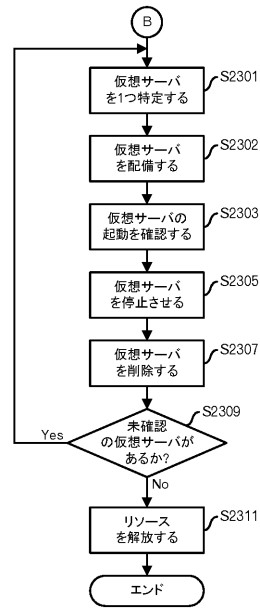 B
仮想サーバ
を1つ特定する
S2301
仮想サーバ
を配備する
S2302
仮想サーバの
起動を確認する
S2303
仮想サーバ
を停止させる
S2305
仮想サーバ
を削除する
S2307
未確認
の仮想サーバが
あるか?
S2309
Yes
No
リソース
を解放する
S2311
エンド